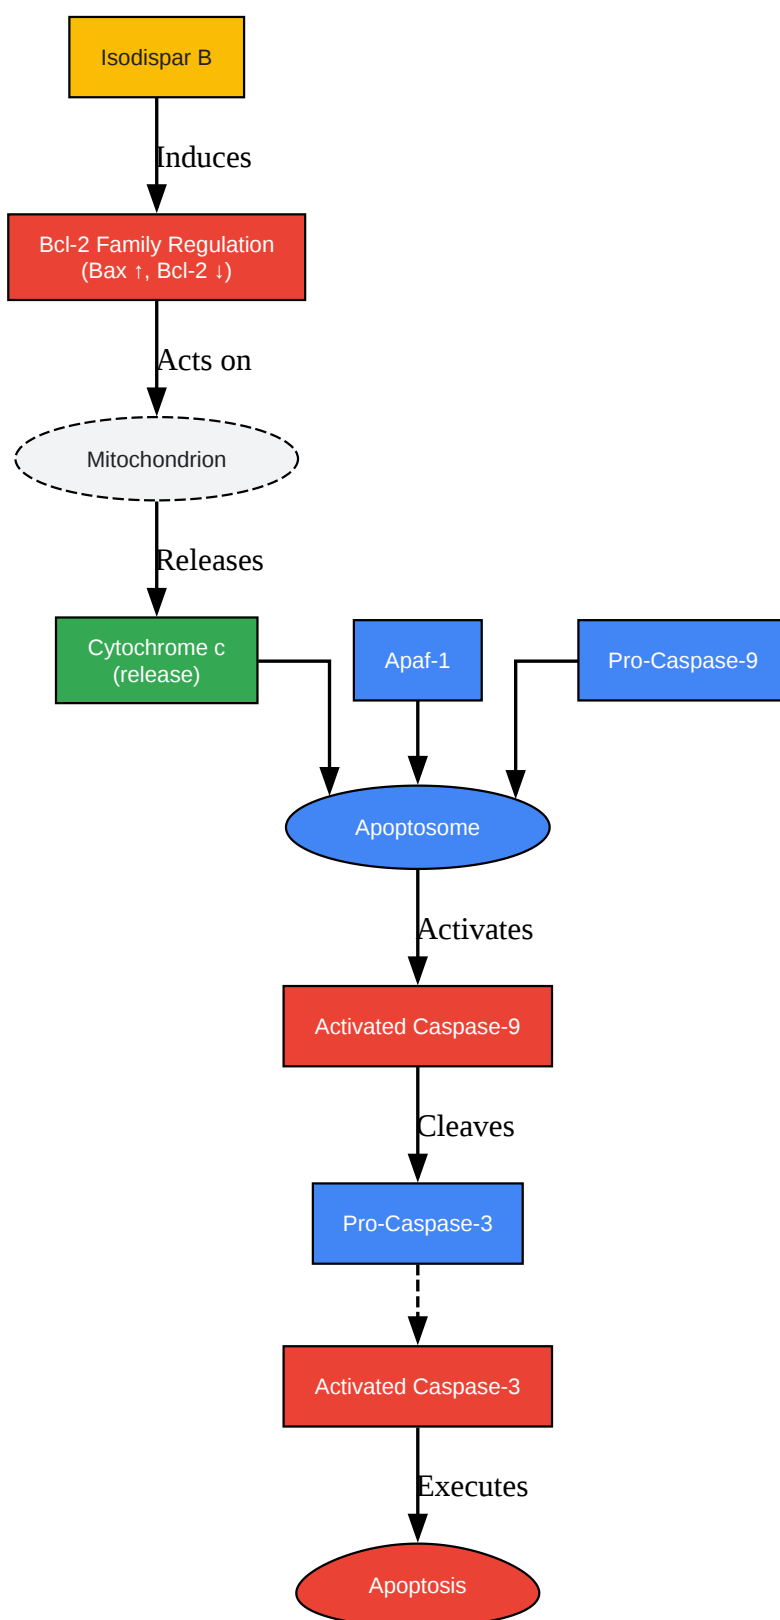 Isodispar B
Induces
Bcl-2 Family Regulation
(Bax ↑, Bcl-2 ↓)
Acts on
Mitochondrion
Releases
Cytochrome c
(release)
Apaf-1
Pro-Caspase-9
Apoptosome
Activates
Activated Caspase-9
Cleaves
Pro-Caspase-3
Activated Caspase-3
Executes
Apoptosis